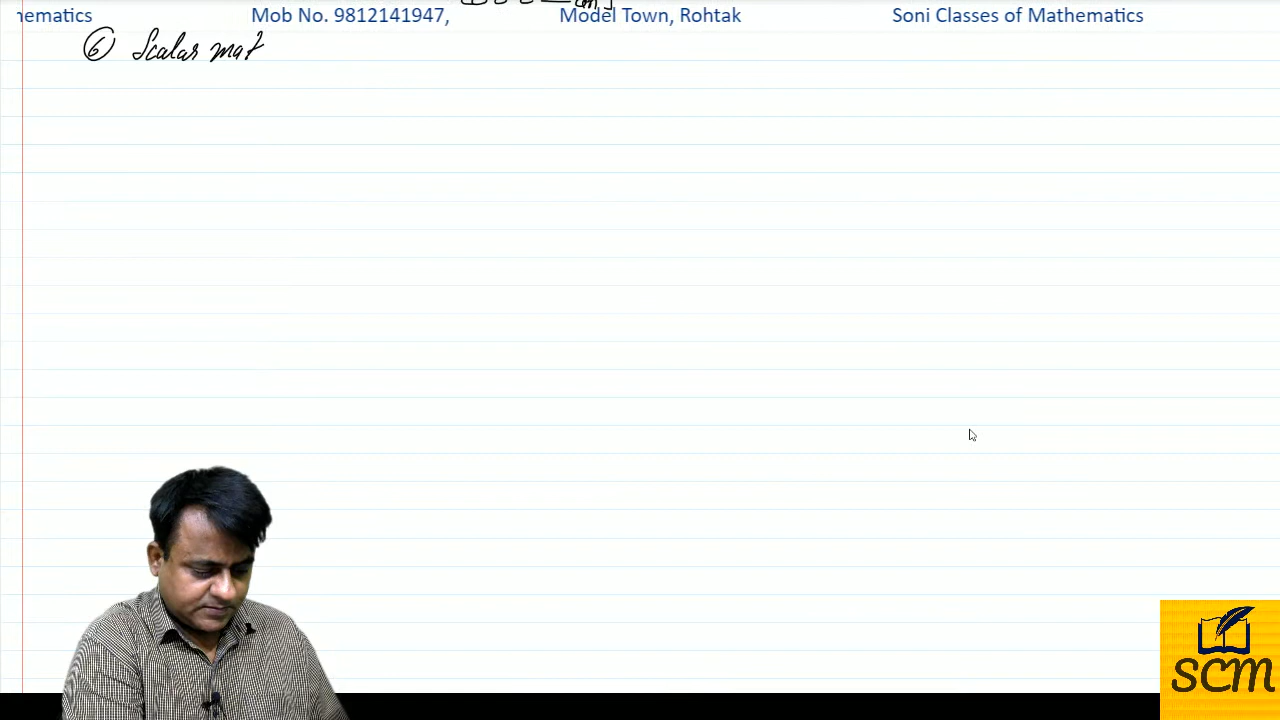 hematics Mob No. 9812141947, Model Town, Rohtak Soni Classes of Mathematics
⑥ Scalar mat
SCM